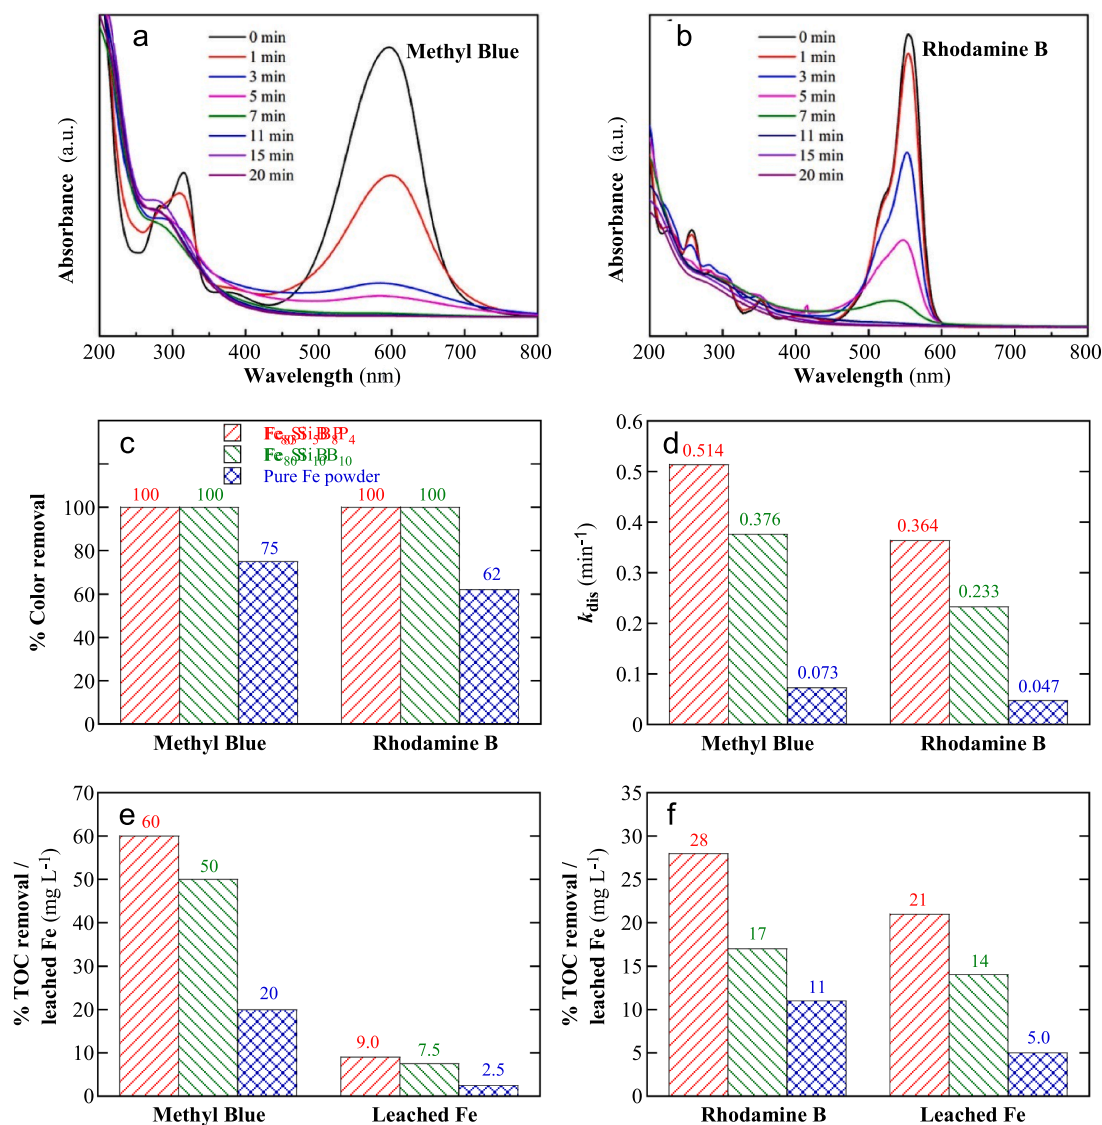 a
Methyl Blue
0 min
1 min
3 min
5 min
7 min
11 min
15 min
20 min
Absorbance (a.u.)
200 300 400 500 600 700 800
Wavelength (nm)
b
Rhodamine B
0 min
1 min
3 min
5 min
7 min
11 min
15 min
20 min
Absorbance (a.u.)
200 300 400 500 600 700 800
Wavelength (nm)
c
Pure Fe powder
% Color removal
100
80
60
40
20
0
100 100 75
100 100 62
Methyl Blue Rhodamine B
d
kdis (min-1)
0.6
0.5
0.4
0.3
0.2
0.1
0
0.514 0.376 0.073
0.364 0.233 0.047
Methyl Blue Rhodamine B
e
% TOC removal /
leached Fe (mg L-1)
70
60
50
40
30
20
10
0
60 50 20
9.0 7.5 2.5
Methyl Blue Leached Fe
f
% TOC removal /
leached Fe (mg L-1)
35
30
25
20
15
10
5
0
28 17 11
21 14 5.0
Rhodamine B Leached Fe